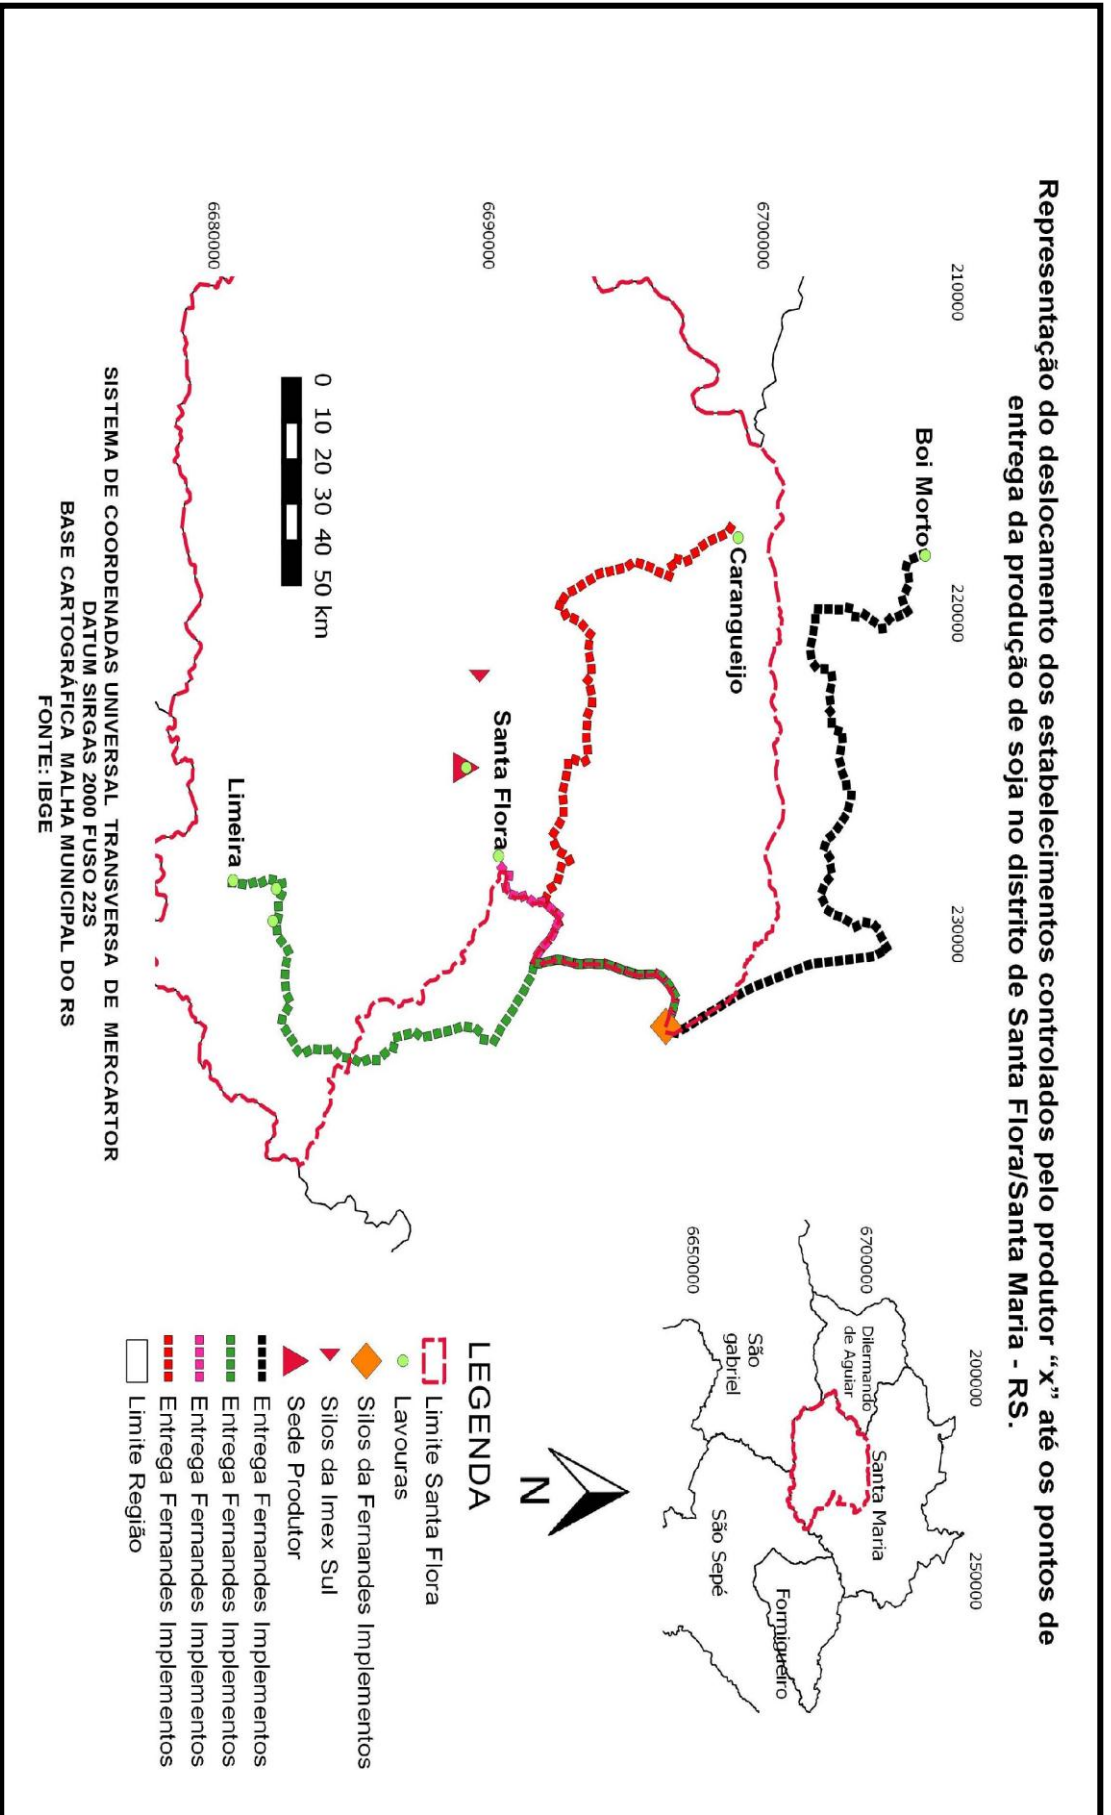 Representação do deslocamento dos estabelecimentos controlados pelo produtor “x” até os pontos de
entrega da produção de soja no distrito de Santa Flora/Santa Maria - RS.
210000
220000
230000
6700000
6690000
6680000
Boi Morto
Carangueijo
Santa Flora
Limeira
0 10 20 30 40 50 km
SISTEMA DE COORDENADAS UNIVERSAL TRANSVERSA DE MERCARTOR
DATUM SIRGAS 2000 FUSO 22S
BASE CARTOGRÁFICA MALHA MUNICIPAL DO RS
FONTE: IBGE
200000
250000
6700000
6650000
Dilermando
de Aguiar
Santa Maria
São
gabriel
São Sepé
Formigueiro
N
LEGENDA
Limite Santa Flora
Lavouras
Silos da Fernandes Implementos
Silos da Imex Sul
Sede Produtor
Entrega Fernandes Implementos
Entrega Fernandes Implementos
Entrega Fernandes Implementos
Entrega Fernandes Implementos
Limite Região